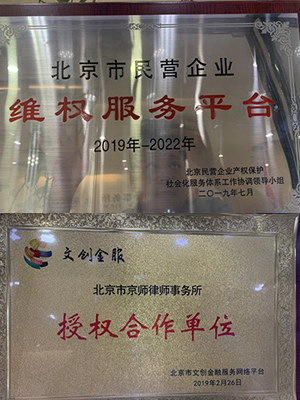 北京市民营企业
维权服务平台
2019年-2022年
北京民营企业产权保护
社会化服务体系工作协调领导小组
二〇一九年七月
文创金服
北京市京师律师事务所
授权合作单位
北京市文创金融服务网络平台
2019年2月26日